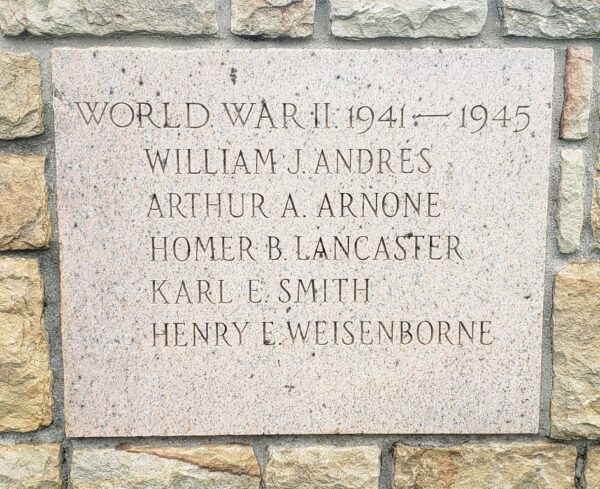 WORLD WAR II 1941 — 1945
WILLIAM J. ANDRES
ARTHUR A. ARNONE
HOMER B. LANCASTER
KARL E. SMITH
HENRY E. WEISENBORNE